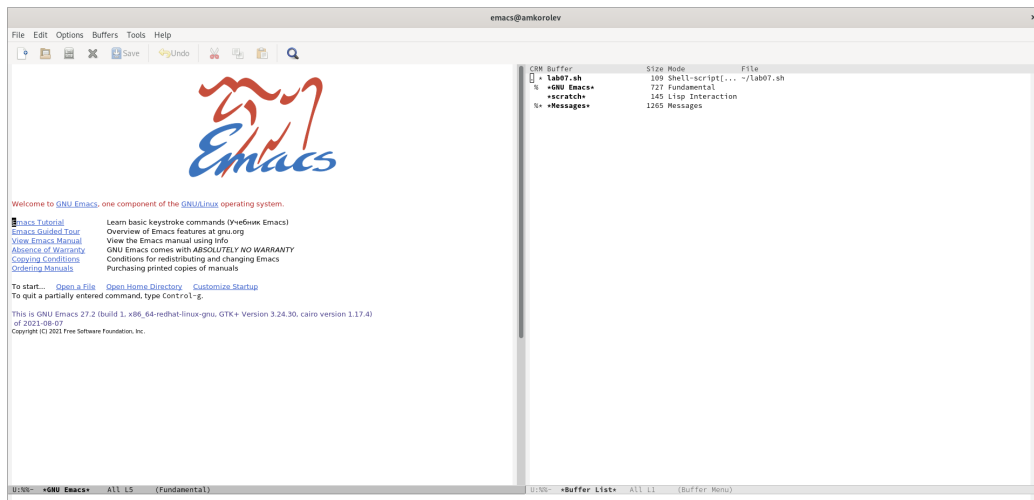 emacs@amkorolev
File Edit Options Buffers Tools Help
Save Undo
Emacs
Welcome to GNU Emacs, one component of the GNU/Linux operating system.
Emacs Tutorial Learn basic keystroke commands (Учебник Emacs)
Emacs Guided Tour Overview of Emacs features at gnu.org
View Emacs Manual View the Emacs manual using Info
Absence of Warranty GNU Emacs comes with ABSOLUTELY NO WARRANTY
Copying Conditions Conditions for redistributing and changing Emacs
Ordering Manuals Purchasing printed copies of manuals
To start... Open a File Open Home Directory Customize Startup
To quit a partially entered command, type Control-g.
This is GNU Emacs 27.2 (build 1, x86_64-redhat-linux-gnu, GTK+ Version 3.24.30, cairo version 1.17.4)
of 2021-08-07
Copyright (C) 2021 Free Software Foundation, Inc.
U:%%- *GNU Emacs* All L5 (Fundamental)
CRM Buffer Size Mode File
. * lab07.sh 109 Shell-script[... ~/lab07.sh
% *GNU Emacs* 727 Fundamental
*scratch* 145 Lisp Interaction
%* *Messages* 1265 Messages
U:%%- *Buffer List* All L1 (Buffer Menu)